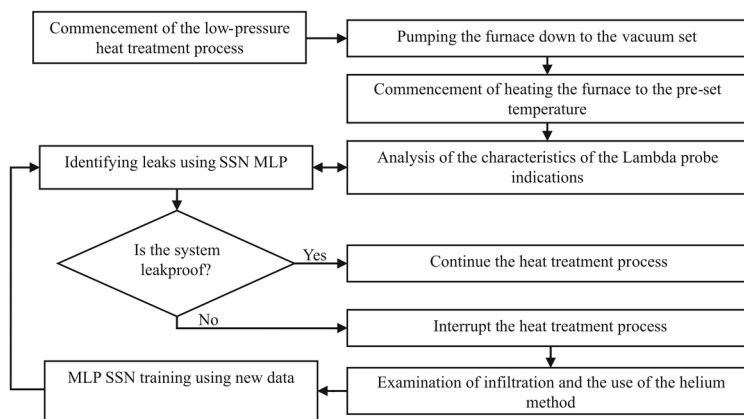 Commencement of the low-pressure
heat treatment process
Pumping the furnace down to the vacuum set
Commencement of heating the furnace to the pre-set
temperature
Identifying leaks using SSN MLP
Analysis of the characteristics of the Lambda probe
indications
Is the system
leakproof?
Yes
Continue the heat treatment process
No
Interrupt the heat treatment process
MLP SSN training using new data
Examination of infiltration and the use of the helium
method